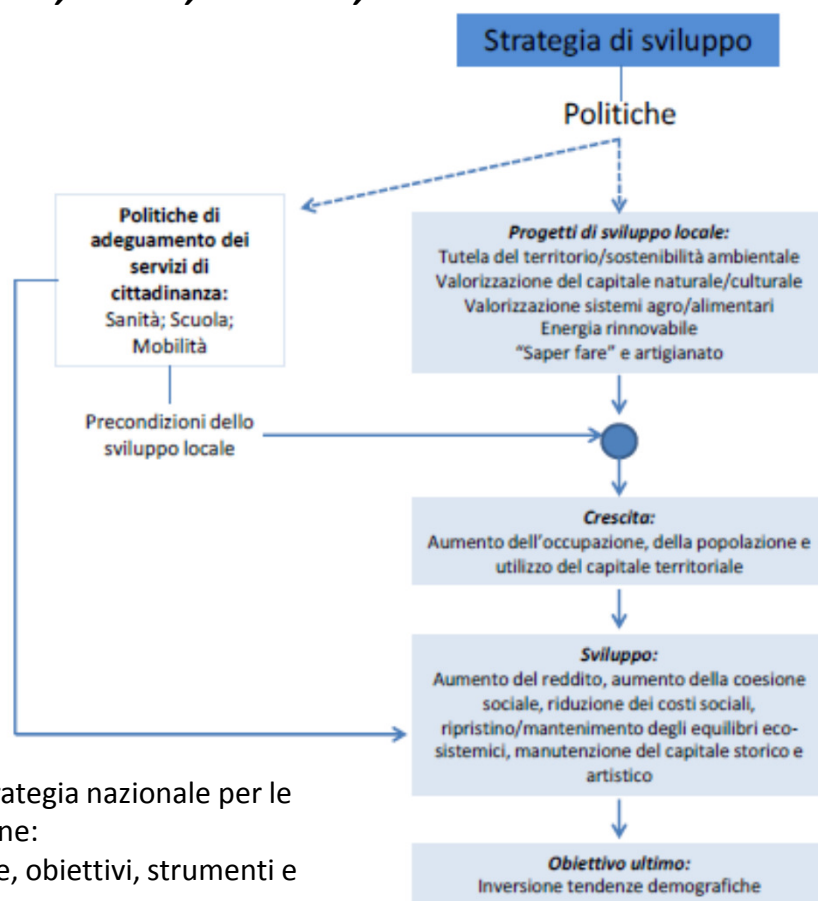 Strategia di sviluppo
Politiche
Politiche di
adeguamento dei
servizi di
cittadinanza:
Sanità; Scuola;
Mobilità
Precondizioni dello
sviluppo locale
Progetti di sviluppo locale:
Tutela del territorio/sostenibilità ambientale
Valorizzazione del capitale naturale/culturale
Valorizzazione sistemi agro/alimentari
Energia rinnovabile
“Saper fare” e artigianato
Crescita:
Aumento dell’occupazione, della popolazione e
utilizzo del capitale territoriale
Sviluppo:
Aumento del reddito, aumento della coesione
sociale, riduzione dei costi sociali,
ripristino/mantenimento degli equilibri eco-
sistemici, manutenzione del capitale storico e
artistico
Obiettivo ultimo:
Inversione tendenze demografiche
nazionale per le
obiettivi, strumenti e